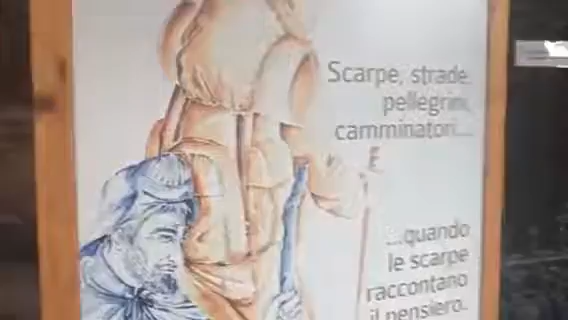 Scarpe, strade,
pellegrini,
camminatori...
...quando
le scarpe
raccontano
il pensiero.